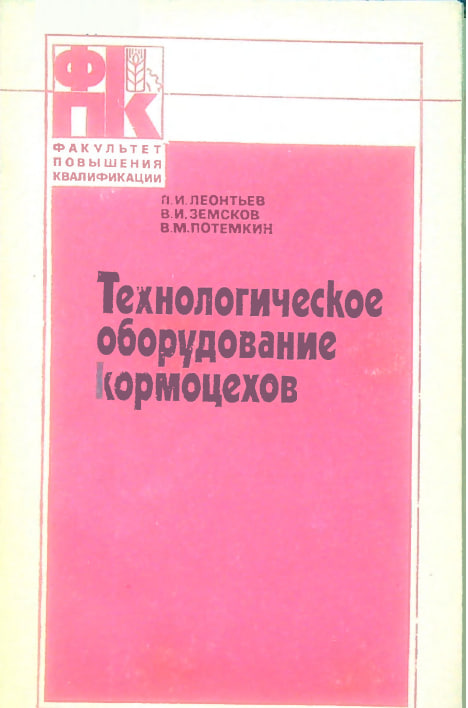 ФПК
ФАКУЛЬТЕТ
ПОВЫШЕНИЯ
КВАЛИФИКАЦИИ
П.И.ЛЕОНТЬЕВ
В.И.ЗЕМСКОВ
В.М.ПОТЕМКИН
Технологическое
оборудование
кормоцехов